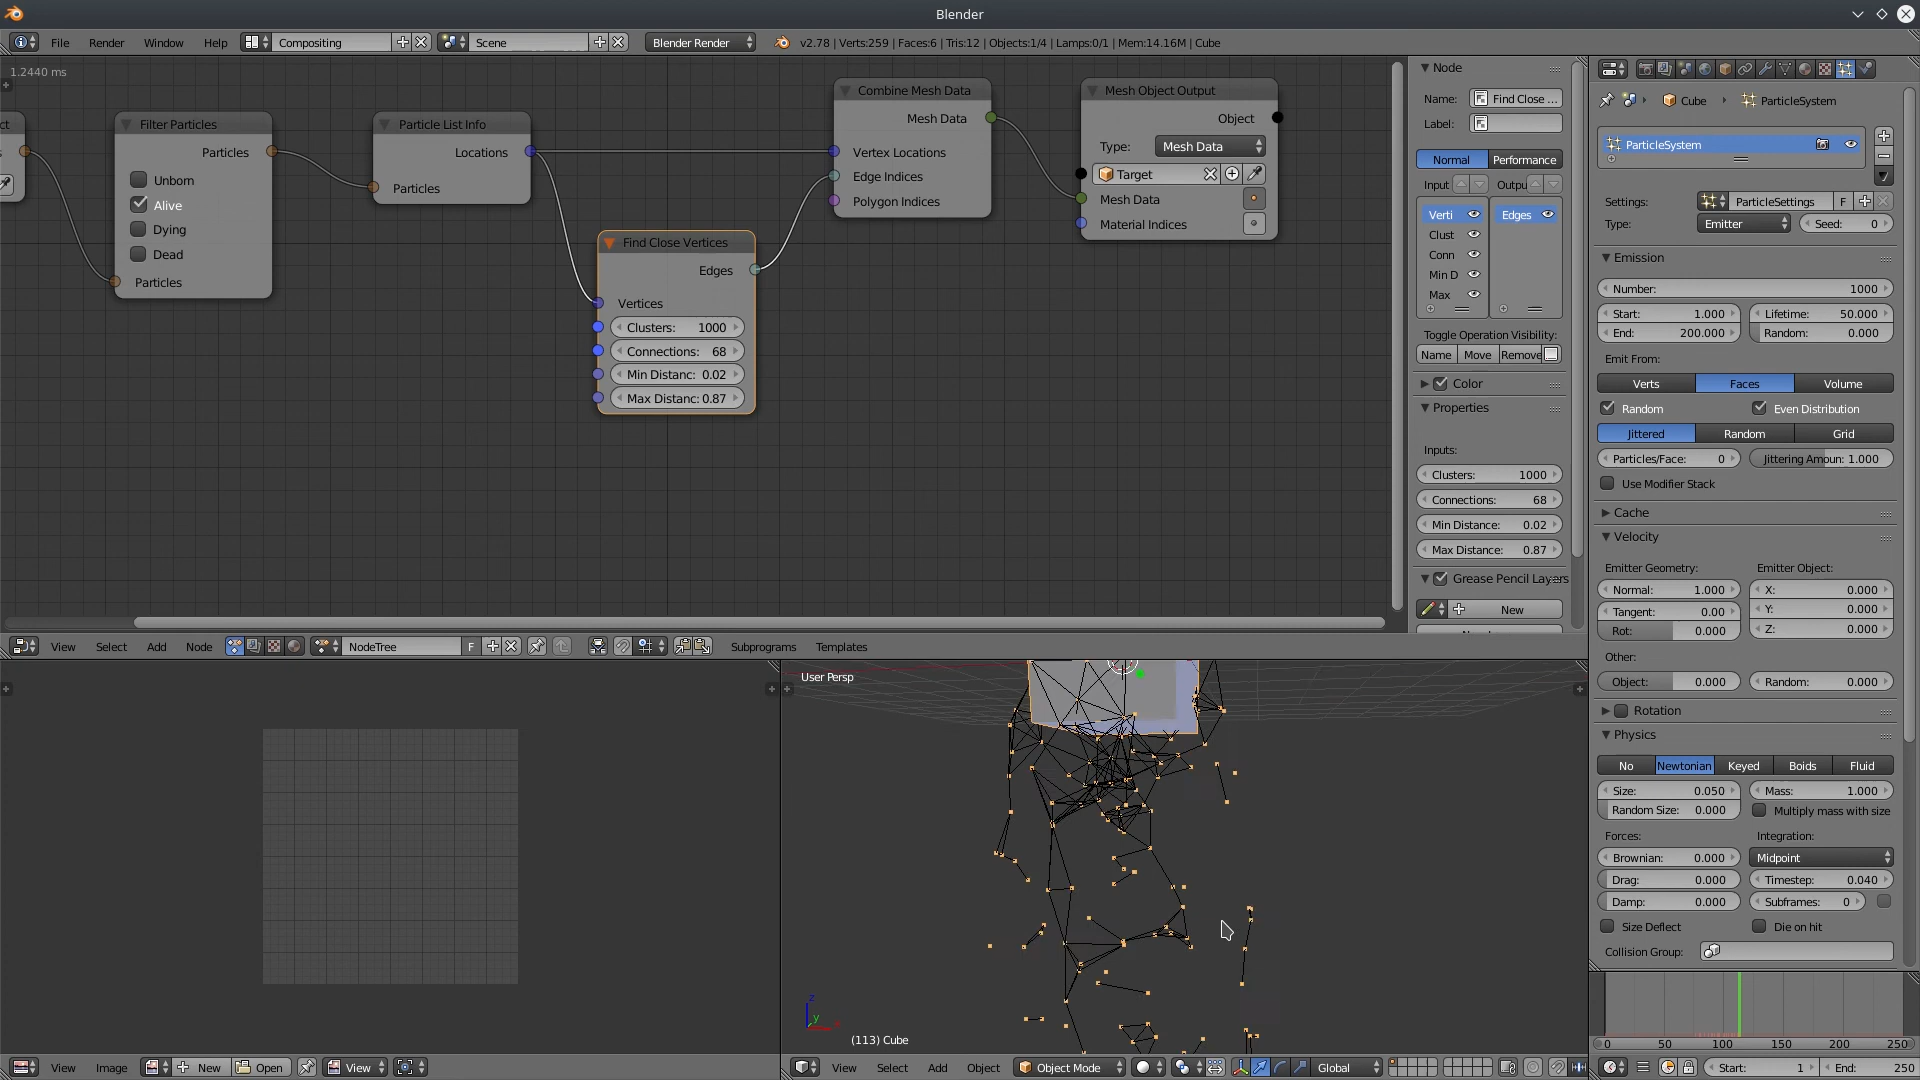 Blender
File Render Window Help Compositing Scene Blender Render v2.78 | Verts:259 | Faces:6 | Tris:12 | Objects:1/4 | Lamps:0/1 | Mem:14.16M | Cube
1.2440 ms
ct
s
Filter Particles
Particles
Unborn
Alive
Dying
Dead
Particles
Particle List Info
Locations
Particles
Find Close Vertices
Edges
Vertices
Clusters: 1000
Connections: 68
Min Distanc: 0.02
Max Distanc: 0.87
Combine Mesh Data
Mesh Data
Vertex Locations
Edge Indices
Polygon Indices
Mesh Object Output
Object
Type: Mesh Data
Target
Mesh Data
Material Indices
Node
Name: Find Close ...
Label:
Normal Performance
Input Outpu
Verti Edges
Clust
Conn
Min D
Max
Toggle Operation Visibility:
Name Move Remove
Color
Properties
Inputs:
Clusters: 1000
Connections: 68
Min Distance: 0.02
Max Distance: 0.87
Grease Pencil Layers
New
Cube ParticleSystem
ParticleSystem
Settings: ParticleSettings F
Type: Emitter Seed: 0
Emission
Number: 1000
Start: 1.000 Lifetime: 50.000
End: 200.000 Random: 0.000
Emit From:
Verts Faces Volume
Random Even Distribution
Jittered Random Grid
Particles/Face: 0 Jittering Amoun: 1.000
Use Modifier Stack
Cache
Velocity
Emitter Geometry: Emitter Object:
Normal: 1.000 X: 0.000
Tangent: 0.00 Y: 0.000
Rot: 0.000 Z: 0.000
Other:
Object: 0.000 Random: 0.000
Rotation
Physics
No Newtonian Keyed Boids Fluid
Size: 0.050 Mass: 1.000
Random Size: 0.000 Multiply mass with size
Forces: Integration:
Brownian: 0.000 Midpoint
Drag: 0.000 Timestep: 0.040
Damp: 0.000 Subframes: 0
Size Deflect Die on hit
Collision Group:
View Select Add Node NodeTree F Subprograms Templates
User Persp
z
y
(113) Cube
0 50 100 150 200 250
View Image New Open View
View Select Add Object Object Mode Global
Start: 1 End: 250